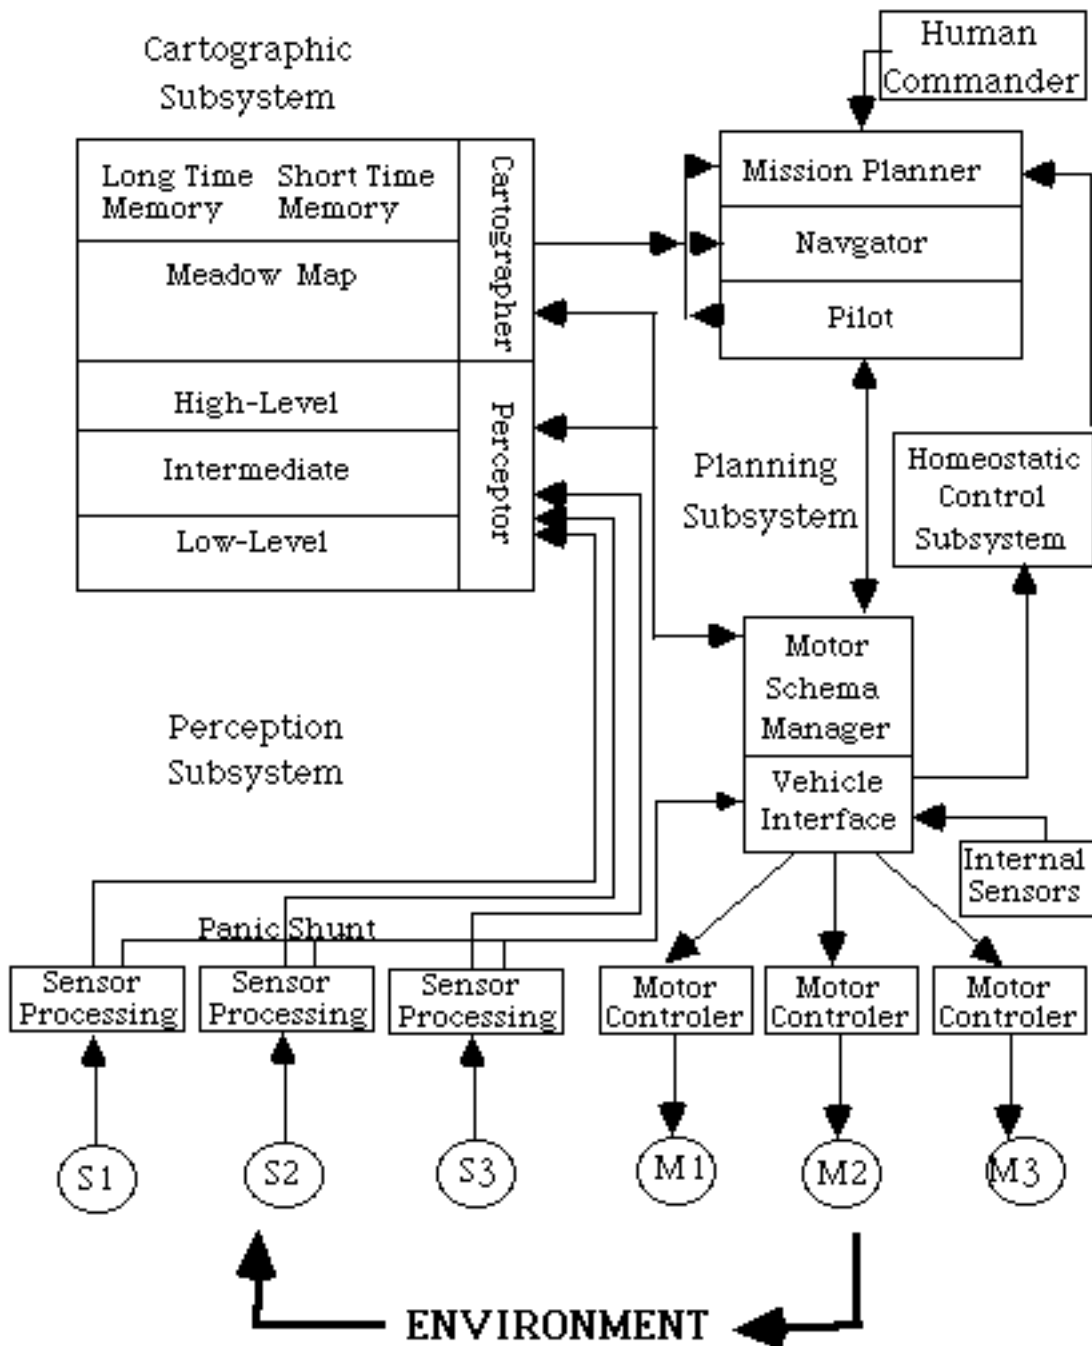 Cartographic
Subsystem
Human
Commander
Long Time
Memory
Short Time
Memory
Cartographer
Mission Planner
Meadow Map
Navgator
Pilot
High-Level
Perceptor
Intermediate
Low-Level
Planning
Subsystem
Homeostatic
Control
Subsystem
Motor
Schema
Manager
Perception
Subsystem
Vehicle
Interface
Internal
Sensors
Panic Shunt
Sensor
Processing
Sensor
Processing
Sensor
Processing
Motor
Controler
Motor
Controler
Motor
Controler
S1
S2
S3
M1
M2
M3
ENVIRONMENT